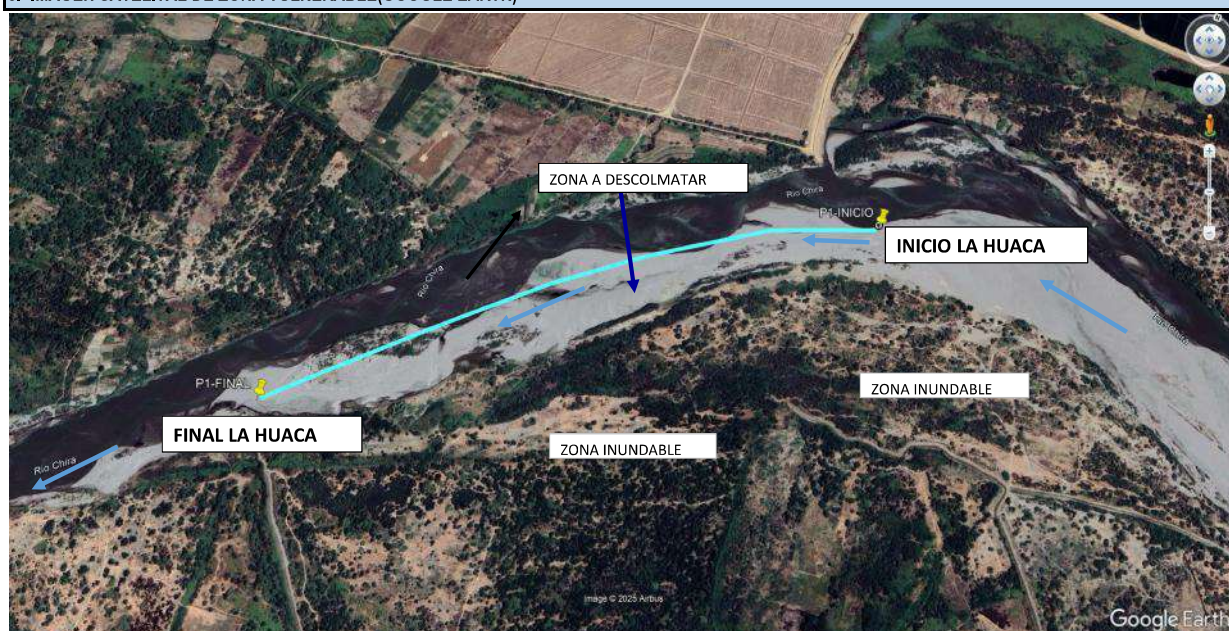 ZONA A DESCOLMATAR
Rio Chira
P1-INICIO
INICIO LA HUACA
Rio Chira
P1-FINAL
ZONA INUNDABLE
FINAL LA HUACA
ZONA INUNDABLE
Rio Chira
Image © 2025 Airbus
Google Earth